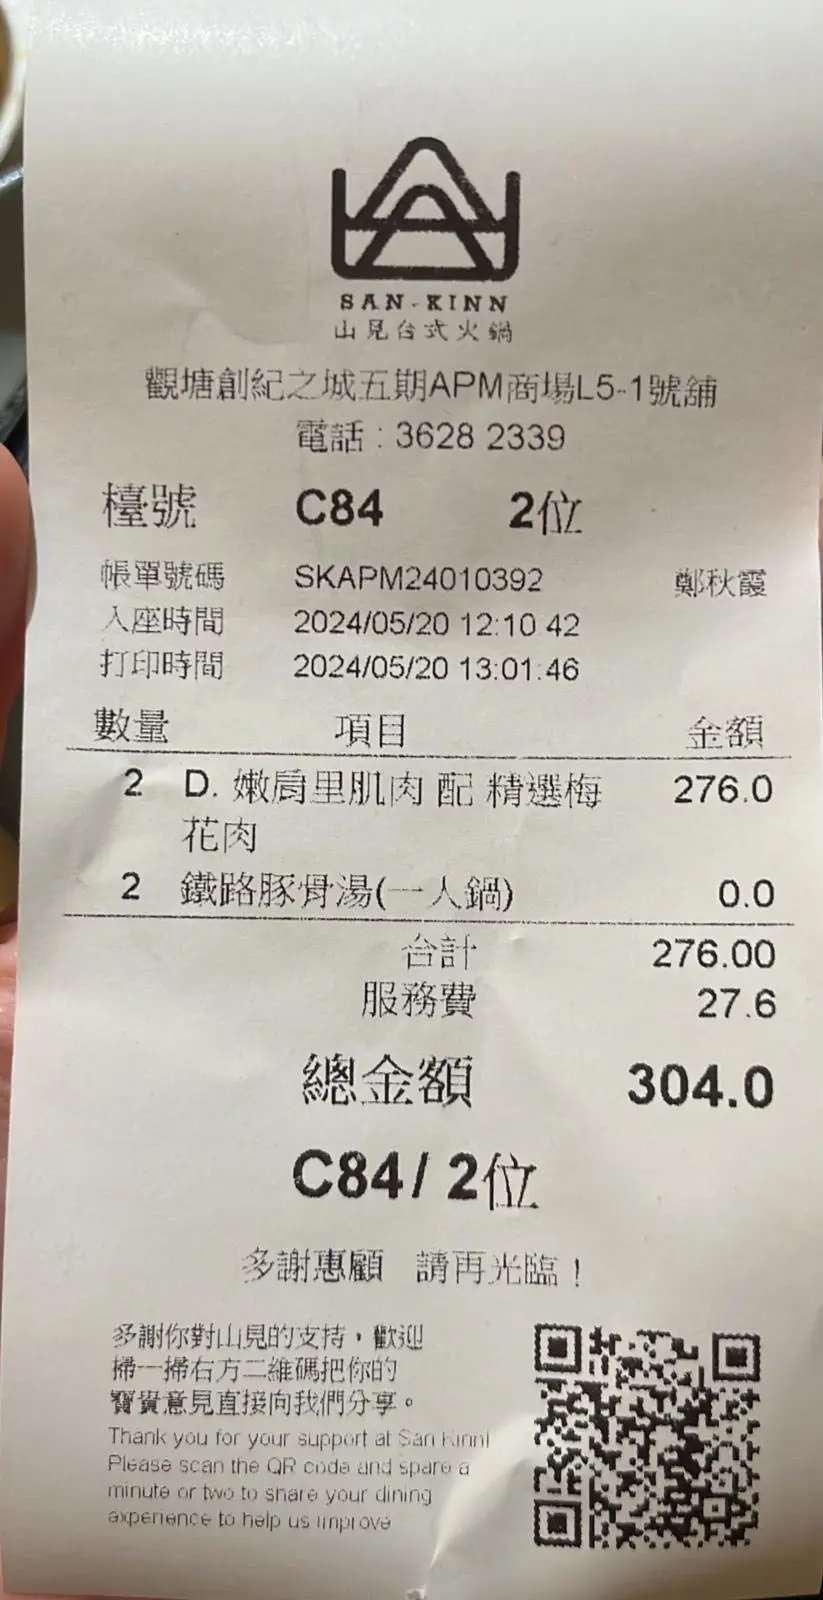 SAN-KINN
山見台式火鍋
觀塘創紀之城五期APM商場L5-1號舖
電話 : 3628 2339
檯號 C84 2位
帳單號碼 SKAPM24010392 鄭秋霞
入座時間 2024/05/20 12:10:42
打印時間 2024/05/20 13:01:46
數量 項目 金額
2 D. 嫩肩里肌肉 配 精選梅 276.0
花肉
2 鐵路豚骨湯(一人鍋) 0.0
合計 276.00
服務費 27.6
總金額 304.0
C84/ 2位
多謝惠顧 請再光臨！
多謝你對山見的支持，歡迎
掃一掃右方二維碼把你的
寶貴意見直接向我們分享。
Thank you for your support at San Kinn!
Please scan the QR code and spare a
minute or two to share your dining
experience to help us improve